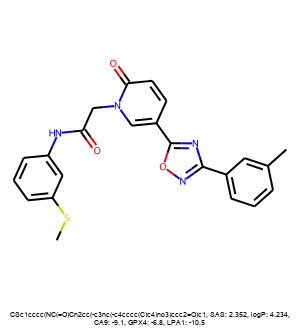 O
N
HN
N
O
O
N
S
CSc1cccc(NC(=O)Cn2cc(-c3nc(-c4cccc(C)c4)no3)ccc2=O)c1, SAS: 2.352, logP: 4.234,
CA9: -9.1, GPX4: -6.8, LPA1: -10.5